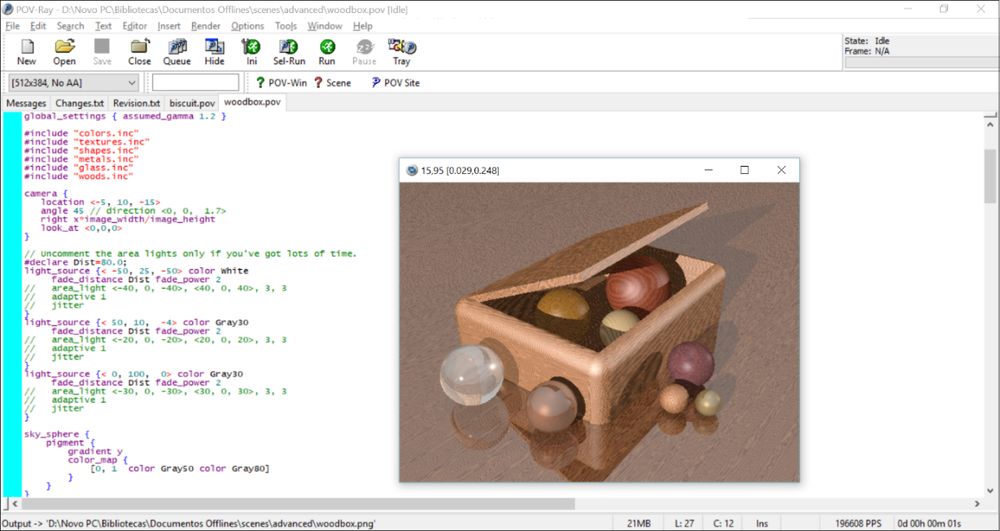 POV-Ray - D:\Novo PC\Bibliotecas\Documentos Offlines\scenes\advanced\woodbox.pov [Idle]
File Edit Search Text Editor Insert Render Options Tools Window Help
New Open Save Close Queue Hide Ini Sel-Run Run Pause Tray
State: Idle
Frame: N/A
[512x384, No AA] ? POV-Win ? Scene POV Site
Messages Changes.txt Revision.txt biscuit.pov woodbox.pov
global_settings { assumed_gamma 1.2 }
#include "colors.inc"
#include "textures.inc"
#include "shapes.inc"
#include "metals.inc"
#include "glass.inc"
#include "woods.inc"
camera {
location <-5, 10, -15>
angle 45 // direction <0, 0, 1.7>
right x*image_width/image_height
look_at <0,0,0>
}
// Uncomment the area lights only if you've got lots of time.
#declare Dist=80.0;
light_source {< -50, 25, -50> color White
fade_distance Dist fade_power 2
// area_light <-40, 0, -40>, <40, 0, 40>, 3, 3
// adaptive 1
// jitter
}
light_source {< 50, 10, -4> color Gray30
fade_distance Dist fade_power 2
// area_light <-20, 0, -20>, <20, 0, 20>, 3, 3
// adaptive 1
// jitter
}
light_source {< 0, 100, 0> color Gray30
fade_distance Dist fade_power 2
// area_light <-30, 0, -30>, <30, 0, 30>, 3, 3
// adaptive 1
// jitter
}
sky_sphere {
pigment {
gradient y
color_map {
[0, 1 color Gray50 color Gray80]
}
}
}
15,95 [0.029,0.248]
Output -> 'D:\Novo PC\Bibliotecas\Documentos Offlines\scenes\advanced\woodbox.png' 21MB L: 27 C: 12 Ins 196608 PPS 0d 00h 00m 01s